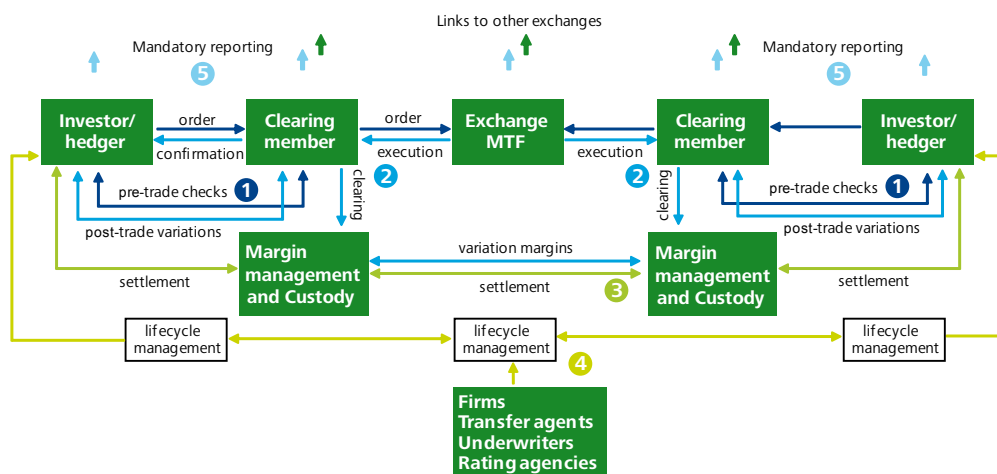 Links to other exchanges
Mandatory reporting
5
Mandatory reporting
5
Investor/
hedger
order
confirmation
Clearing
member
order
execution
Exchange
MTF
execution
Clearing
member
Investor/
hedger
pre-trade checks 1
post-trade variations
clearing
2
2
clearing
pre-trade checks 1
post-trade variations
settlement
Margin
management
and Custody
variation margins
settlement
3
Margin
management
and Custody
settlement
lifecycle
management
lifecycle
management
4
lifecycle
management
Firms
Transfer agents
Underwriters
Rating agencies